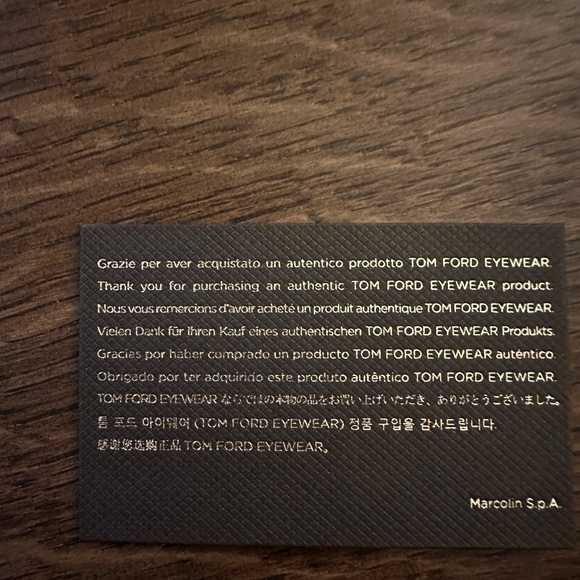 Grazie per aver acquistato un autentico prodotto TOM FORD EYEWEAR.
Thank you for purchasing an authentic TOM FORD EYEWEAR product.
Nous vous remercions d'avoir acheté un produit authentique TOM FORD EYEWEAR.
Vielen Dank für Ihren Kauf eines authentischen TOM FORD EYEWEAR Produkts.
Gracias por haber comprado un producto TOM FORD EYEWEAR auténtico.
Obrigado por ter adquirido este produto autêntico TOM FORD EYEWEAR.
TOM FORD EYEWEAR ならではの本物の品をお買い上げいただき、ありがとうございました。
톰 포드 아이웨어 (TOM FORD EYEWEAR) 정품 구입을 감사드립니다.
感谢您选购正品 TOM FORD EYEWEAR。
Marcolin S.p.A.